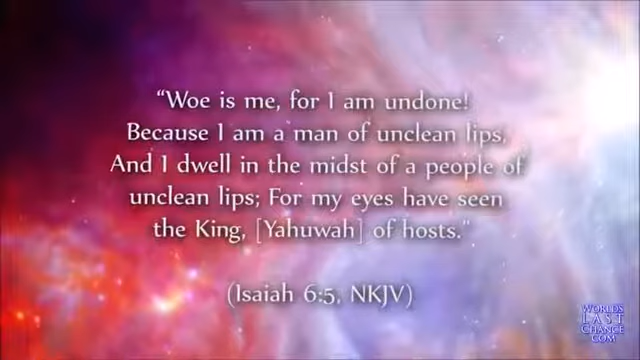 “Woe is me, for I am undone!
Because I am a man of unclean lips,
And I dwell in the midst of a people of
unclean lips; For my eyes have seen
the King, [Yahuwah] of hosts.”
(Isaiah 6:5, NKJV)
WORLDS
LAST
CHANCE
.COM